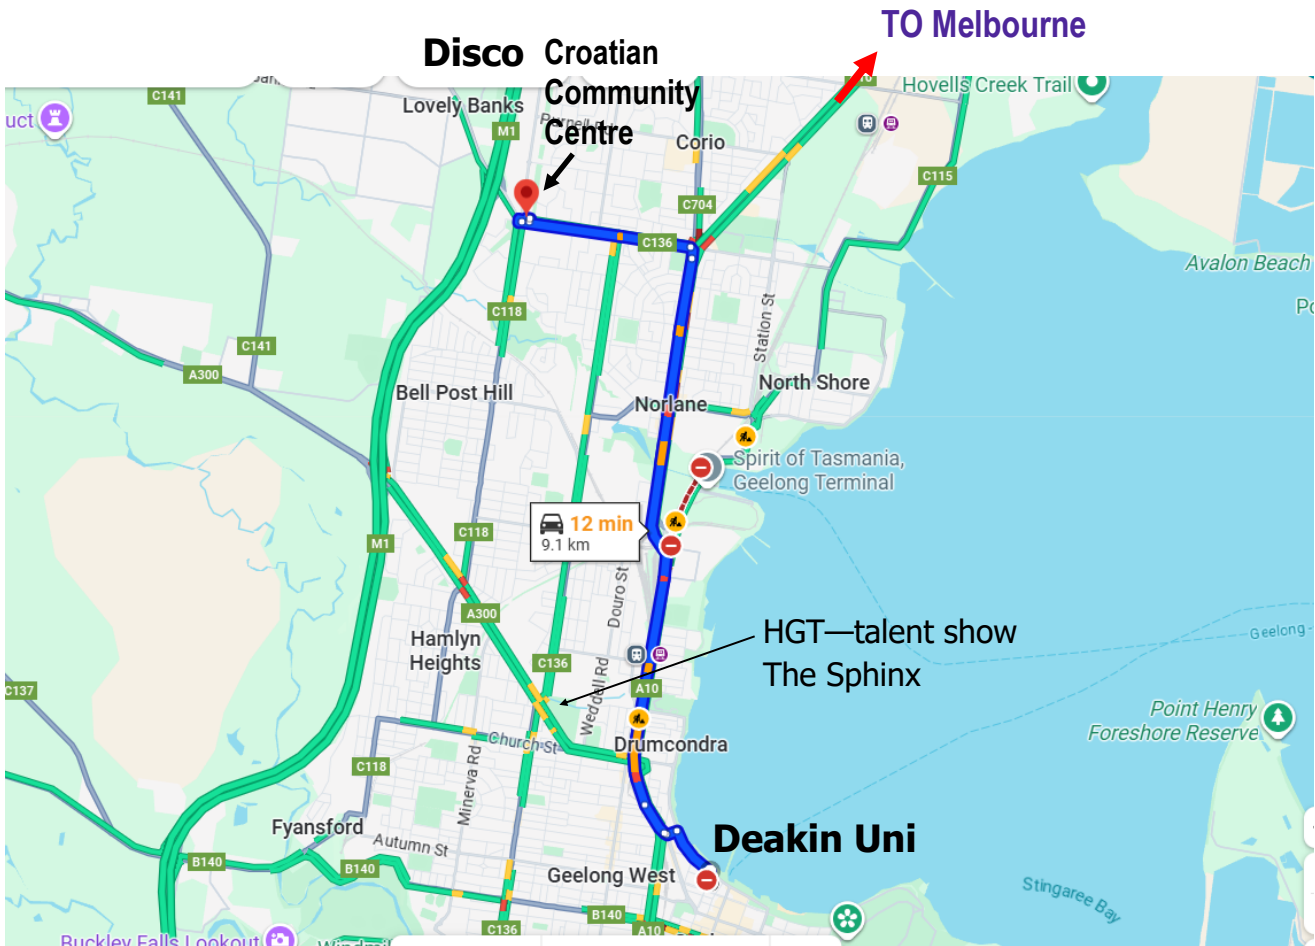 TO Melbourne
Disco
Croatian
Community
Centre
C141
Lovely Banks
Hovells Creek Trail
uct
M1
Corio
C115
C704
C136
Avalon Beach
C118
Station St
C141
A300
Bell Post Hill
North Shore
Norlane
Spirit of Tasmania,
Geelong Terminal
12 min
9.1 km
C118
M1
Douro St
A300
HGT—talent show
The Sphinx
Geelong
Hamlyn
Heights
C136
Weddell Rd
A10
C137
Point Henry
Foreshore Reserve
Church St
Drumcondra
C118
Minerva Rd
Fyansford
Deakin Uni
Autumn St
B140
B140
Geelong West
Stingaree Bay
B140
C136
A10
Buckley Falls Lookout